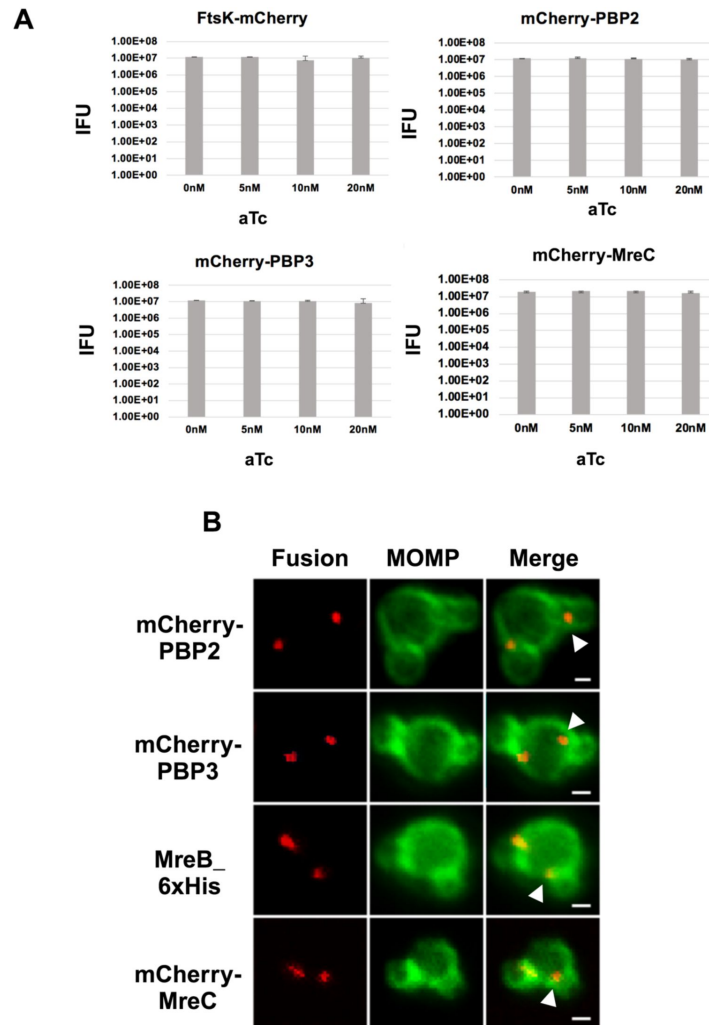 A
FtsK-mCherry
1.00E+08
1.00E+07
1.00E+06
1.00E+05
1.00E+04
1.00E+03
1.00E+02
1.00E+01
1.00E+00
IFU
0nM 5nM 10nM 20nM
aTc
mCherry-PBP2
1.00E+08
1.00E+07
1.00E+06
1.00E+05
1.00E+04
1.00E+03
1.00E+02
1.00E+01
1.00E+00
IFU
0nM 5nM 10nM 20nM
aTc
mCherry-PBP3
1.00E+08
1.00E+07
1.00E+06
1.00E+05
1.00E+04
1.00E+03
1.00E+02
1.00E+01
1.00E+00
IFU
0nM 5nM 10nM 20nM
aTc
mCherry-MreC
1.00E+08
1.00E+07
1.00E+06
1.00E+05
1.00E+04
1.00E+03
1.00E+02
1.00E+01
1.00E+00
IFU
0nM 5nM 10nM 20nM
aTc
B
Fusion MOMP Merge
mCherry-
PBP2
mCherry-
PBP3
MreB_
6xHis
mCherry-
MreC